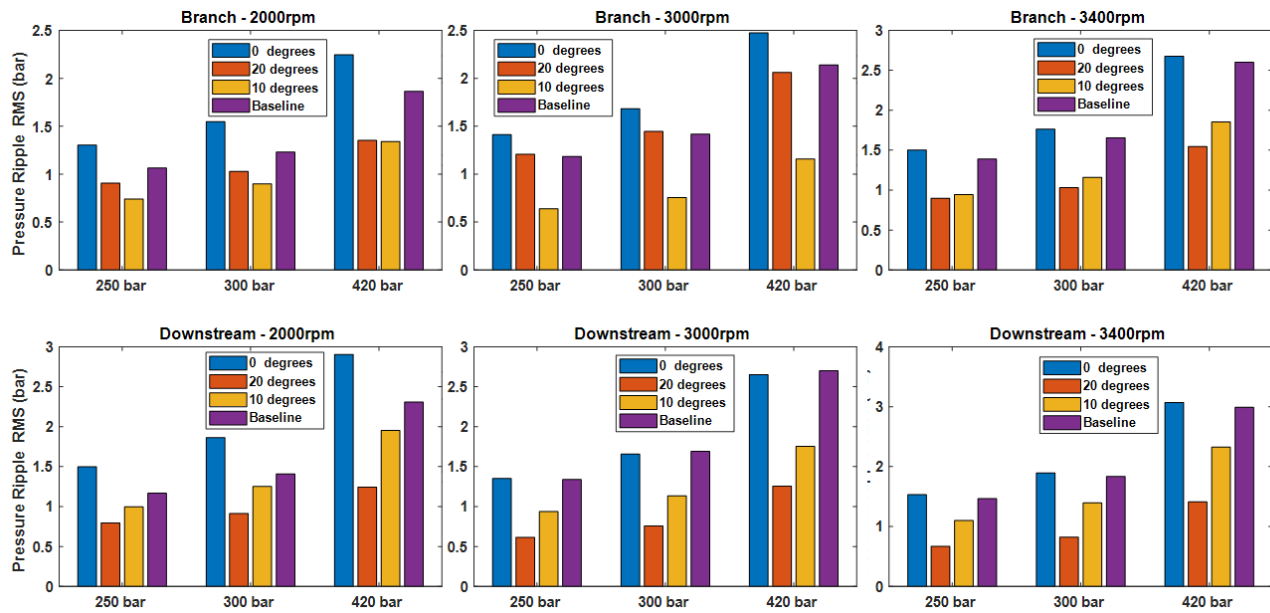 Branch - 2000rpm
Pressure Ripple RMS (bar)
2.5
2
1.5
1
0.5
0
0 degrees
20 degrees
10 degrees
Baseline
250 bar 300 bar 420 bar
Branch - 3000rpm
2.5
2
1.5
1
0.5
0
0 degrees
20 degrees
10 degrees
Baseline
250 bar 300 bar 420 bar
Branch - 3400rpm
3
2.5
2
1.5
1
0.5
0
0 degrees
20 degrees
10 degrees
Baseline
250 bar 300 bar 420 bar
Downstream - 2000rpm
Pressure Ripple RMS (bar)
3
2.5
2
1.5
1
0.5
0
0 degrees
20 degrees
10 degrees
Baseline
250 bar 300 bar 420 bar
Downstream - 3000rpm
3
2.5
2
1.5
1
0.5
0
0 degrees
20 degrees
10 degrees
Baseline
250 bar 300 bar 420 bar
Downstream - 3400rpm
4
3
2
1
0
0 degrees
20 degrees
10 degrees
Baseline
250 bar 300 bar 420 bar